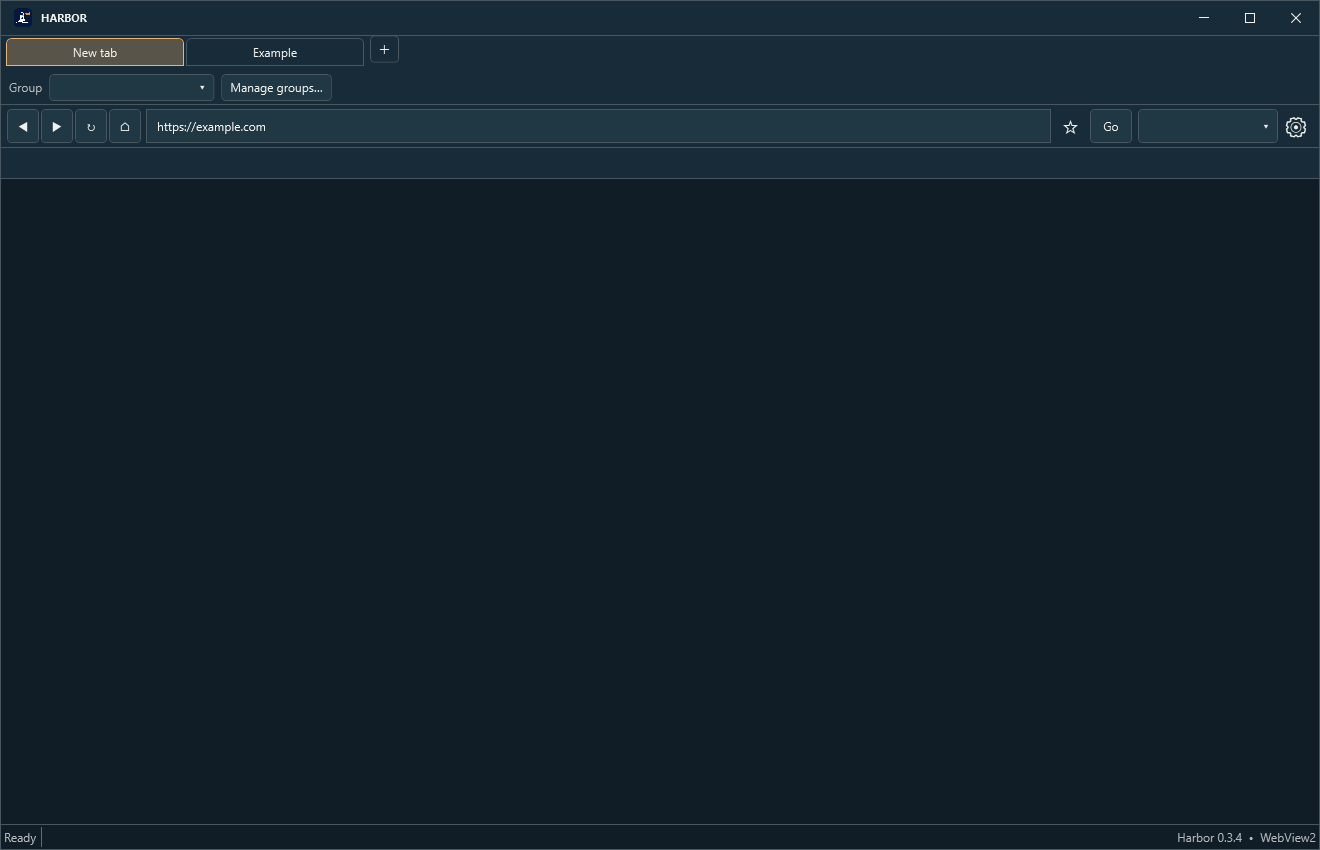 HARBOR
New tab
Example
+
Group
Manage groups...
https://example.com
Go
Ready
Harbor 0.3.4 • WebView2